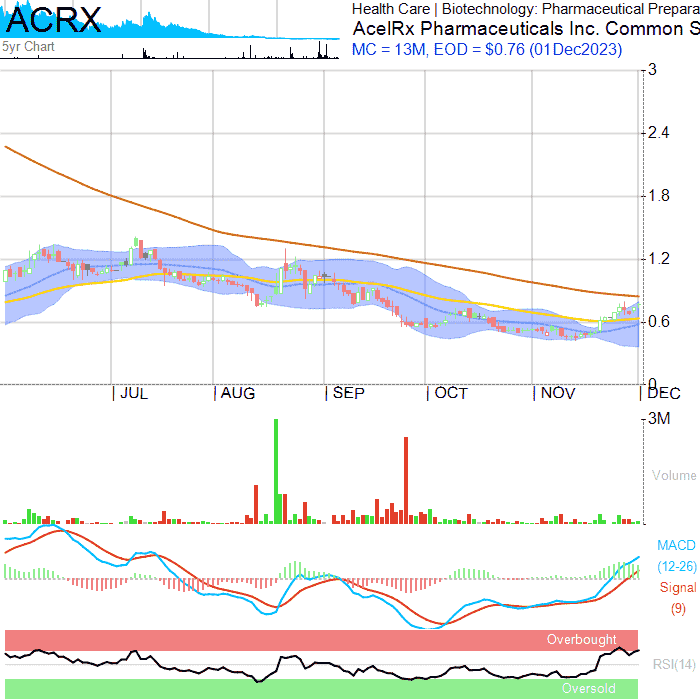 ACRX
5yr Chart
Health Care | Biotechnology: Pharmaceutical Prepara
AcelRx Pharmaceuticals Inc. Common S
MC = 13M, EOD = $0.76 (01Dec2023)
3
2.4
1.8
1.2
0.6
0
JUL AUG SEP OCT NOV DEC
3M
Volume
MACD
(12-26)
Signal
(9)
Overbought
RSI(14)
Oversold